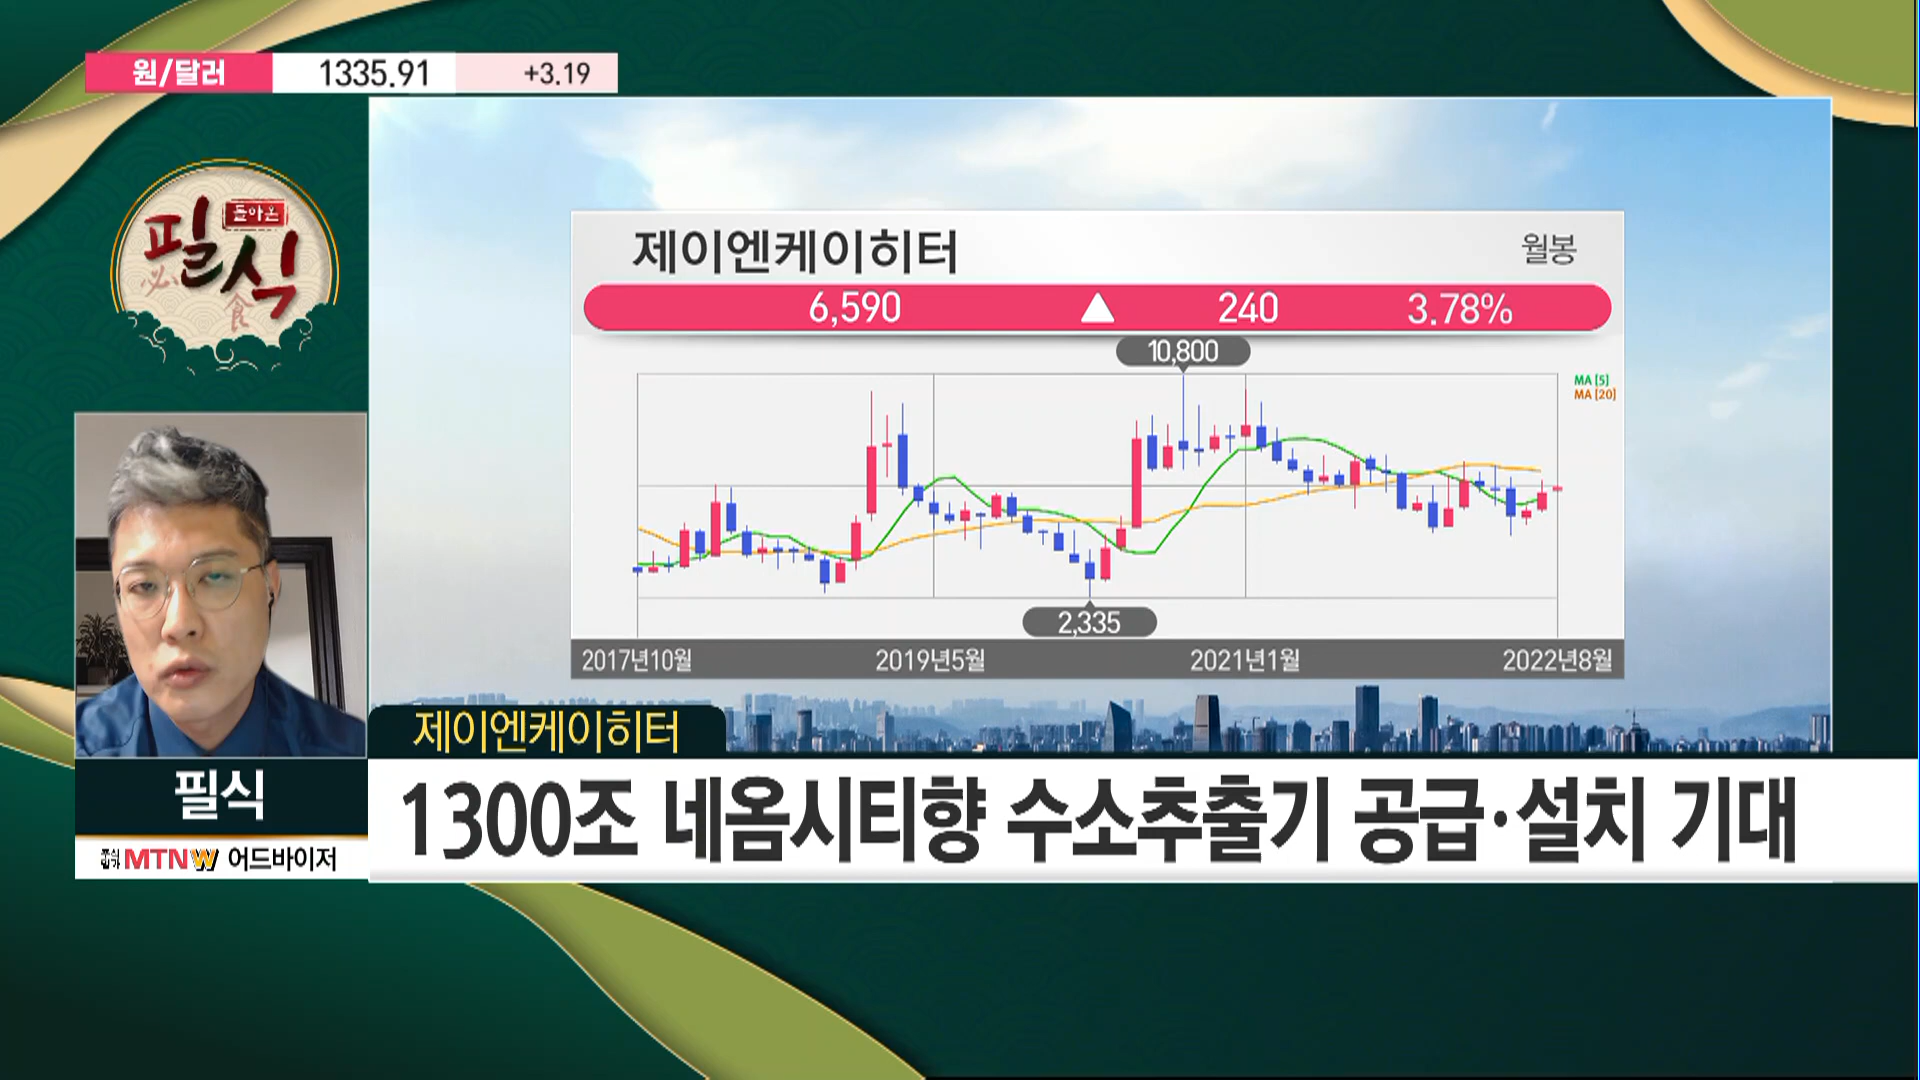 원/달러 1335.91 +3.19
돌아온
필식
必
食
제이엔케이히터 월봉
6,590 ▲ 240 3.78%
10,800
MA [5]
MA [20]
2,335
2017년10월 2019년5월 2021년1월 2022년8월
제이엔케이히터
1300조 네옴시티향 수소추출기 공급·설치 기대
필식
MTNW 어드바이저